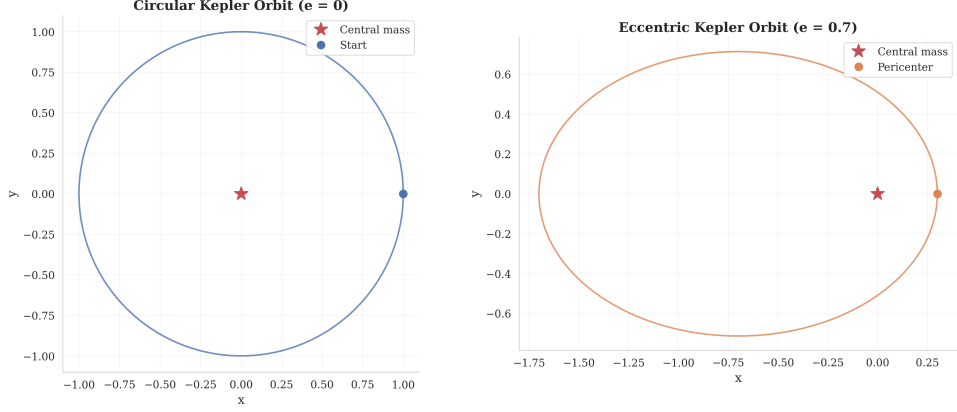 Circular Kepler Orbit (e = 0)
Central mass
Start
1.00
0.75
0.50
0.25
0.00
−0.25
−0.50
−0.75
−1.00
y
−1.00 −0.75 −0.50 −0.25 0.00 0.25 0.50 0.75 1.00
x
Eccentric Kepler Orbit (e = 0.7)
Central mass
Pericenter
0.6
0.4
0.2
0.0
−0.2
−0.4
−0.6
y
−1.75 −1.50 −1.25 −1.00 −0.75 −0.50 −0.25 0.00 0.25
x